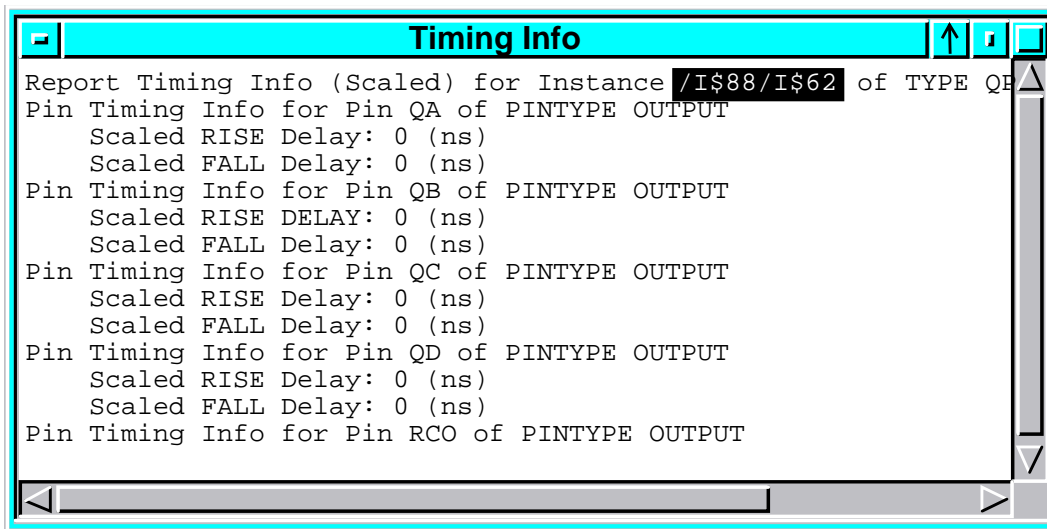 Timing Info
Report Timing Info (Scaled) for Instance /I$88/I$62 of TYPE
Pin Timing Info for Pin QA of PINTYPE OUTPUT
Scaled RISE Delay: 0 (ns)
Scaled FALL Delay: 0 (ns)
Pin Timing Info for Pin QB of PINTYPE OUTPUT
Scaled RISE DELAY: 0 (ns)
Scaled FALL Delay: 0 (ns)
Pin Timing Info for Pin QC of PINTYPE OUTPUT
Scaled RISE Delay: 0 (ns)
Scaled FALL Delay: 0 (ns)
Pin Timing Info for Pin QD of PINTYPE OUTPUT
Scaled RISE Delay: 0 (ns)
Scaled FALL Delay: 0 (ns)
Pin Timing Info for Pin RCO of PINTYPE OUTPUT